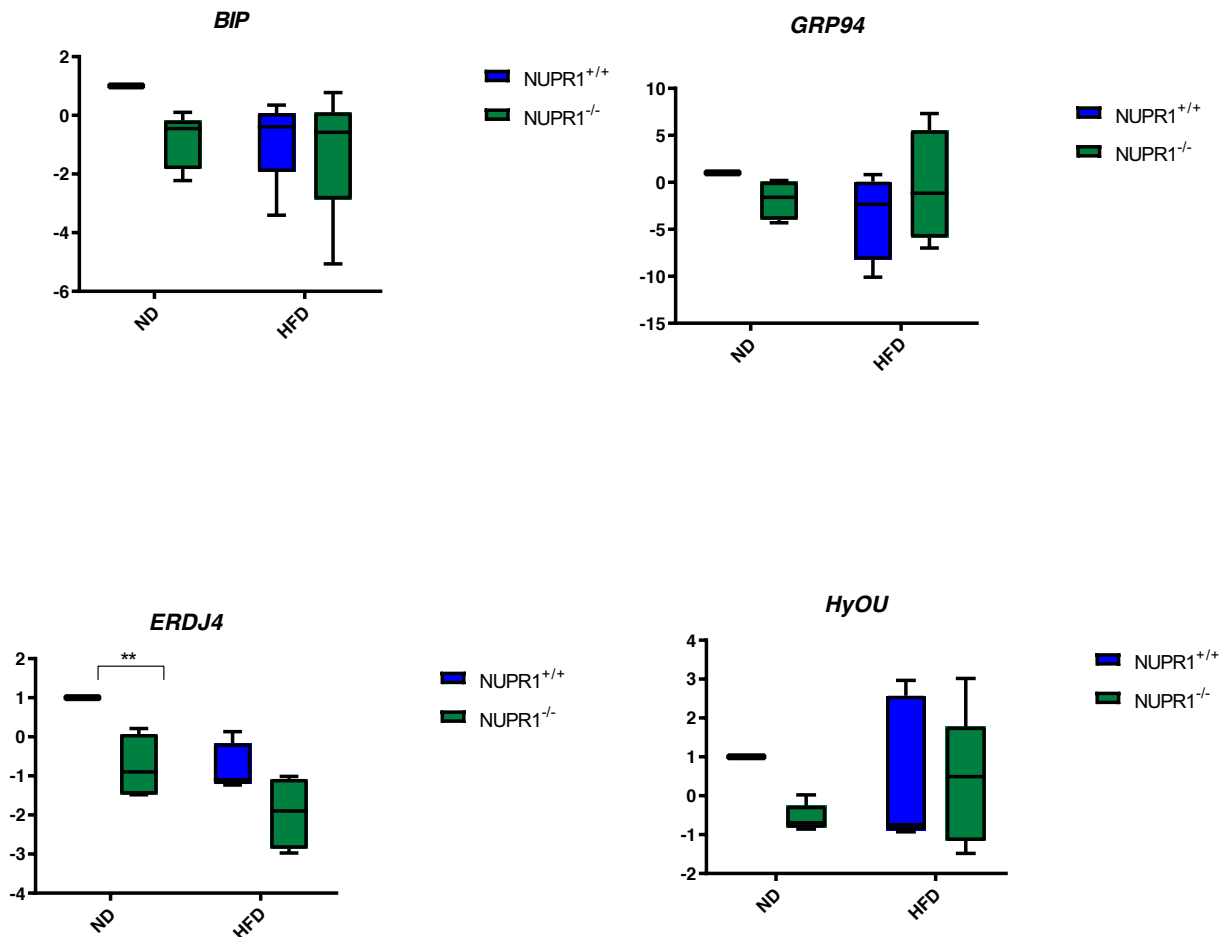 BIP
2
0
-2
-4
-6
ND
HFD
NUPR1+/+
NUPR1-/-
GRP94
10
5
0
-5
-10
-15
ND
HFD
NUPR1+/+
NUPR1-/-
ERDJ4
**
2
1
0
-1
-2
-3
-4
ND
HFD
NUPR1+/+
NUPR1-/-
HyOU
4
3
2
1
0
-1
-2
ND
HFD
NUPR1+/+
NUPR1-/-